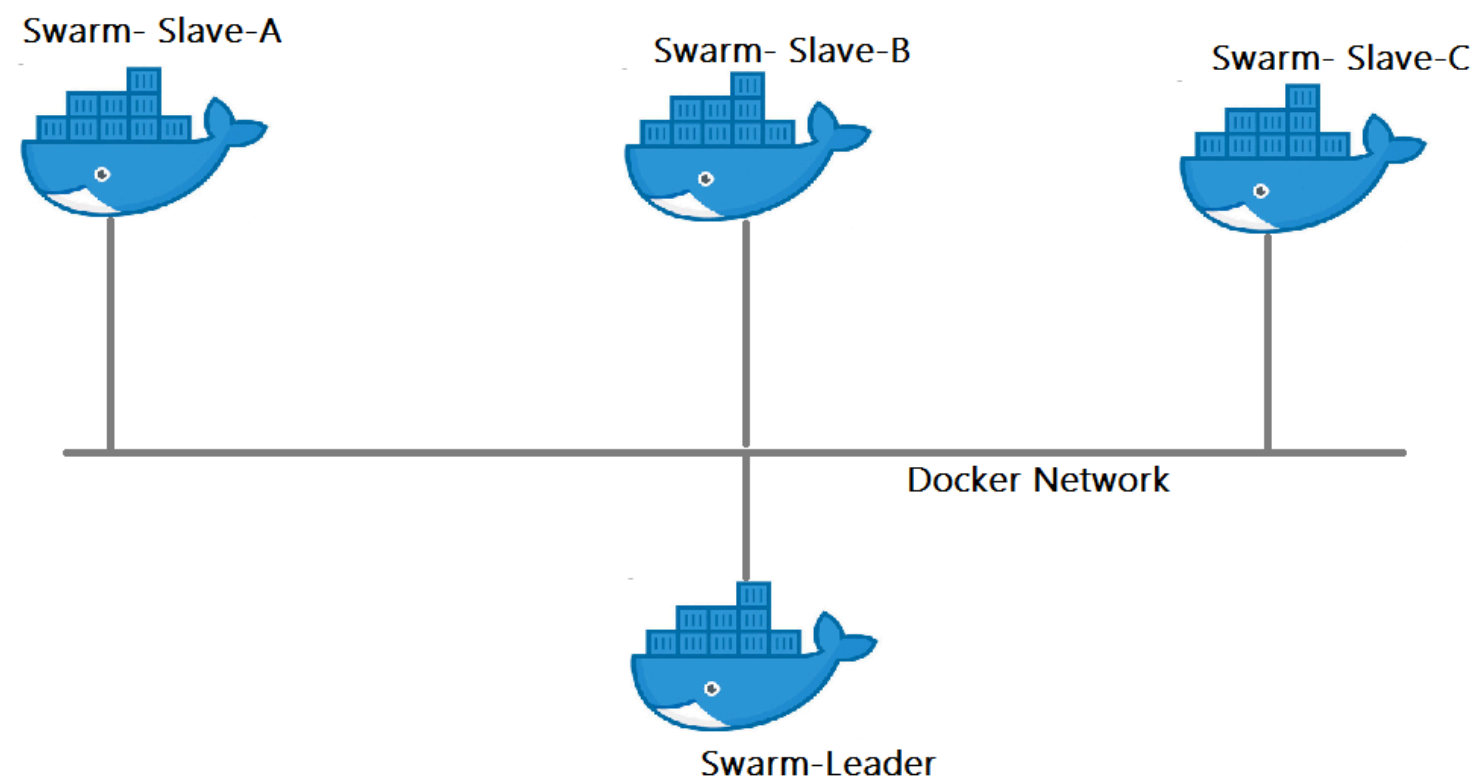 Swarm- Slave-A
Swarm- Slave-B
Swarm- Slave-C
Docker Network
Swarm-Leader